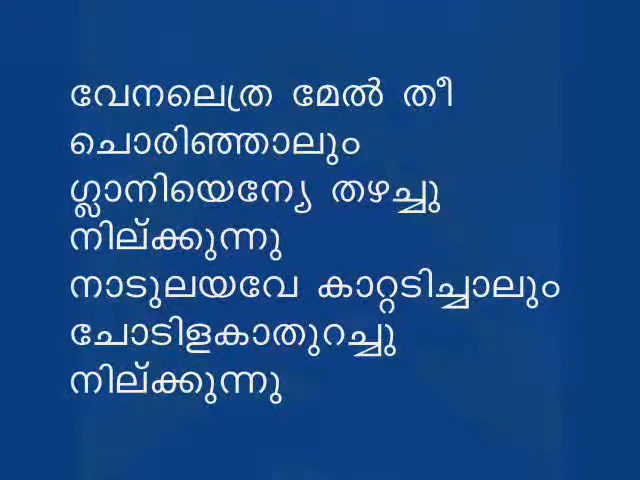 വേനലെത്ര മേൽ തീ
ചൊരിഞ്ഞാലും
ഗ്ലാനിയെന്യേ തഴച്ചു
നില്ക്കുന്നു
നാടുലയവേ കാറ്റടിച്ചാലും
ചോടിളകാതുറച്ചു
നില്ക്കുന്നു